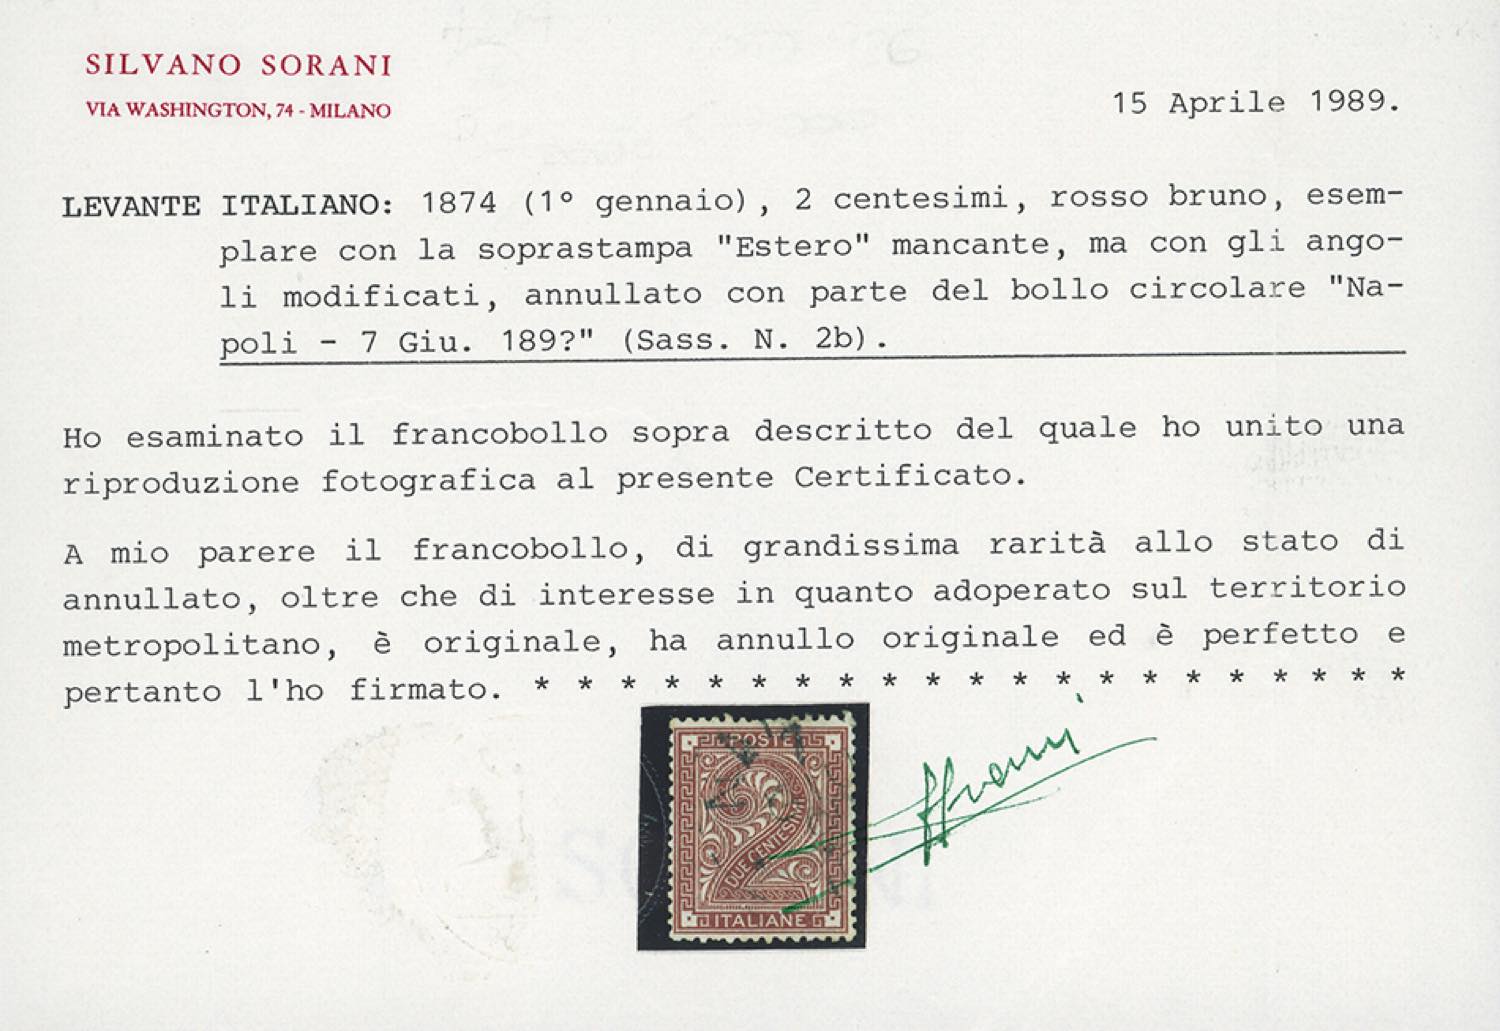 SILVANO SORANI
VIA WASHINGTON, 74 - MILANO
15 Aprile 1989.
LEVANTE ITALIANO: 1874 (1° gennaio), 2 centesimi, rosso bruno, esem-
plare con la soprastampa "Estero" mancante, ma con gli ango-
li modificati, annullato con parte del bollo circolare "Na-
poli - 7 Giu. 189?" (Sass. N. 2b).
Ho esaminato il francobollo sopra descritto del quale ho unito una
riproduzione fotografica al presente Certificato.
A mio parere il francobollo, di grandissima rarità allo stato di
annullato, oltre che di interesse in quanto adoperato sul territorio
metropolitano, è originale, ha annullo originale ed è perfetto e
pertanto l'ho firmato. * * * * * * * * * * * * * * * * * * * * *
POSTE
DUE CENTESIMI
ITALIANE